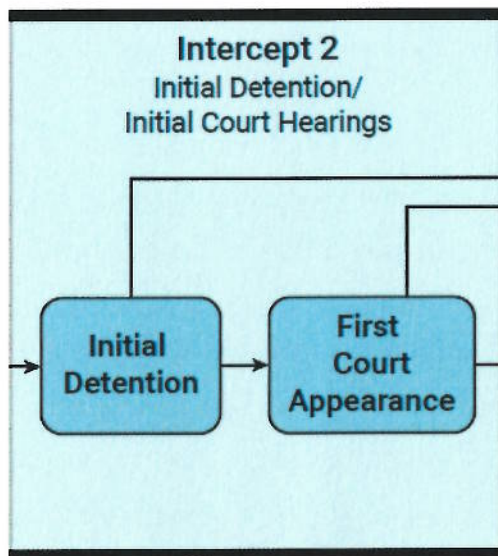 Intercept 2
Initial Detention/
Initial Court Hearings
Initial
Detention
First
Court
Appearance